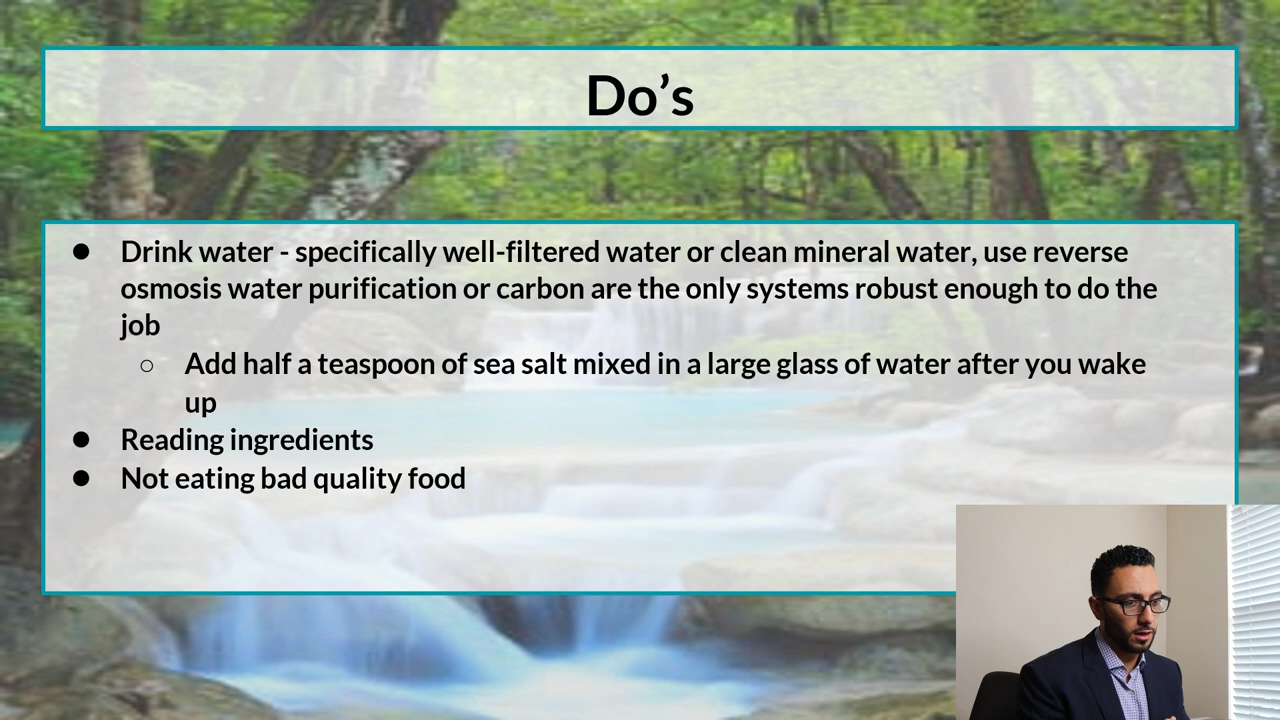 Do’s
● Drink water - specifically well-filtered water or clean mineral water, use reverse
osmosis water purification or carbon are the only systems robust enough to do the
job
○ Add half a teaspoon of sea salt mixed in a large glass of water after you wake
up
● Reading ingredients
● Not eating bad quality food